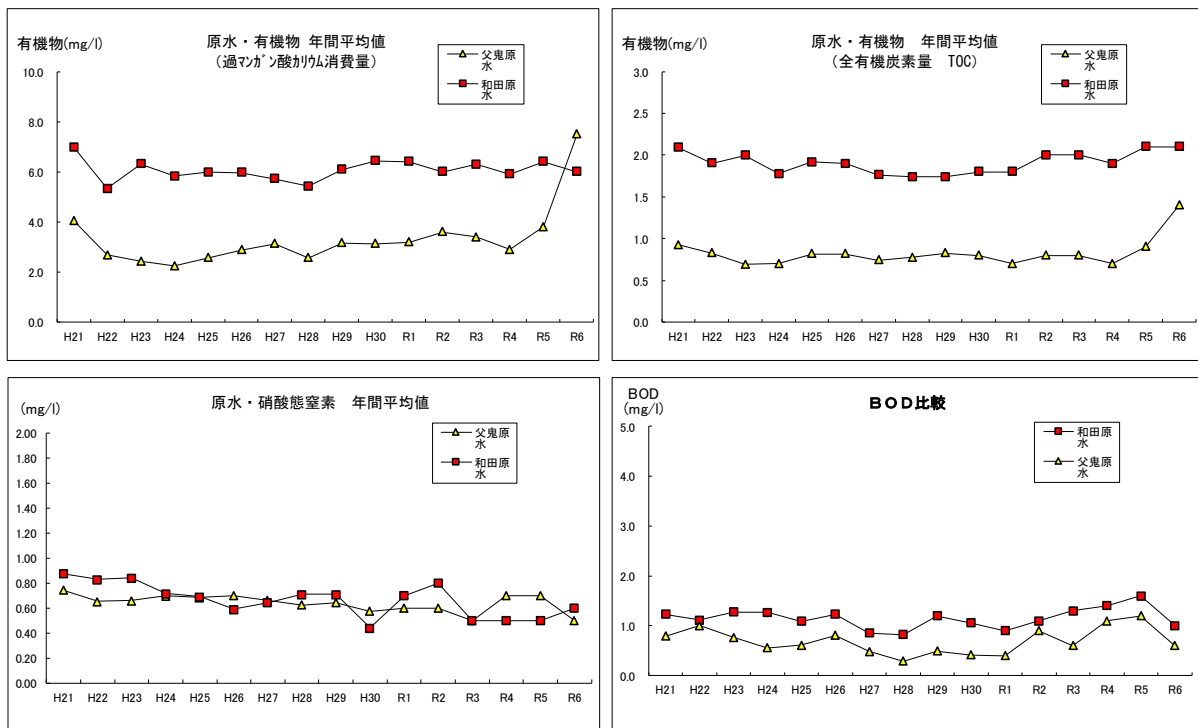 有機物(mg/l)
原水・有機物 年間平均値
（過ﾏﾝｶﾞﾝ酸ｶﾘｳﾑ消費量）
父鬼原水
和田原水
10.0
8.0
6.0
4.0
2.0
0.0
H21 H22 H23 H24 H25 H26 H27 H28 H29 H30 R1 R2 R3 R4 R5 R6
有機物(mg/l)
原水・有機物 年間平均値
（全有機炭素量 TOC）
父鬼原水
和田原水
3.0
2.5
2.0
1.5
1.0
0.5
0.0
H21 H22 H23 H24 H25 H26 H27 H28 H29 H30 R1 R2 R3 R4 R5 R6
(mg/l)
原水・硝酸態窒素 年間平均値
父鬼原水
和田原水
2.00
1.80
1.60
1.40
1.20
1.00
0.80
0.60
0.40
0.20
0.00
H21 H22 H23 H24 H25 H26 H27 H28 H29 H30 R1 R2 R3 R4 R5 R6
BOD
(mg/l)
ＢＯＤ比較
和田原水
父鬼原水
5.0
4.0
3.0
2.0
1.0
0.0
H21 H22 H23 H24 H25 H26 H27 H28 H29 H30 R1 R2 R3 R4 R5 R6